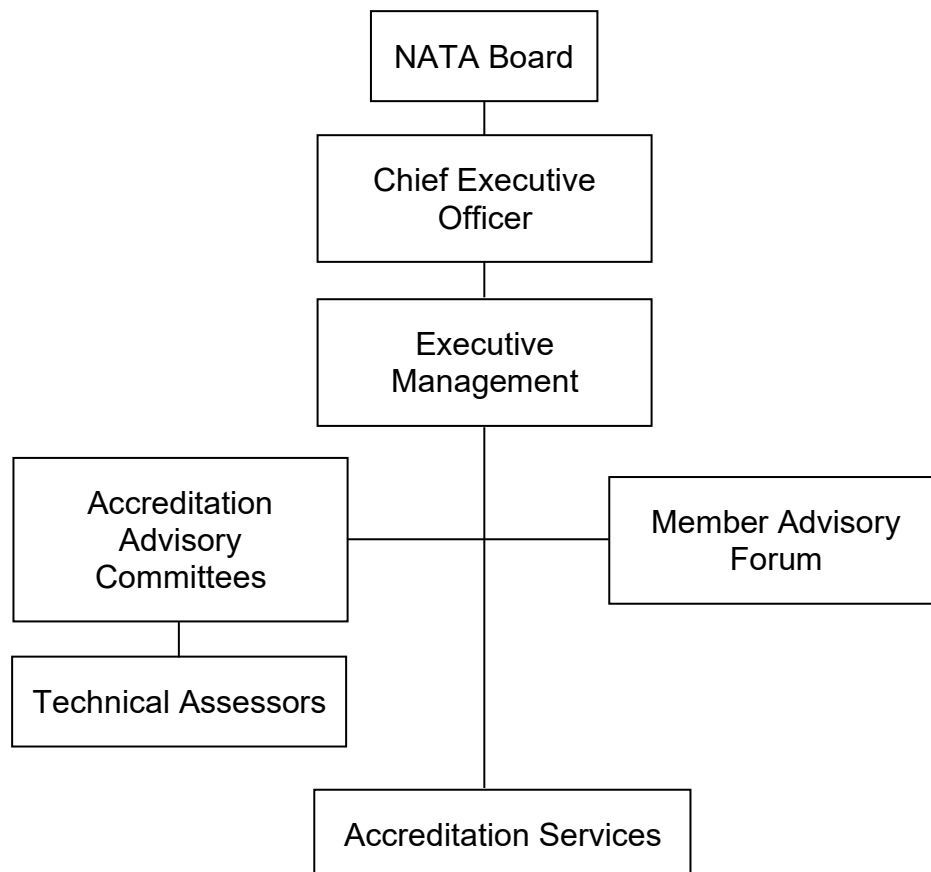 NATA Board
Chief Executive
Officer
Executive
Management
Accreditation
Advisory
Committees
Member Advisory
Forum
Technical Assessors
Accreditation Services